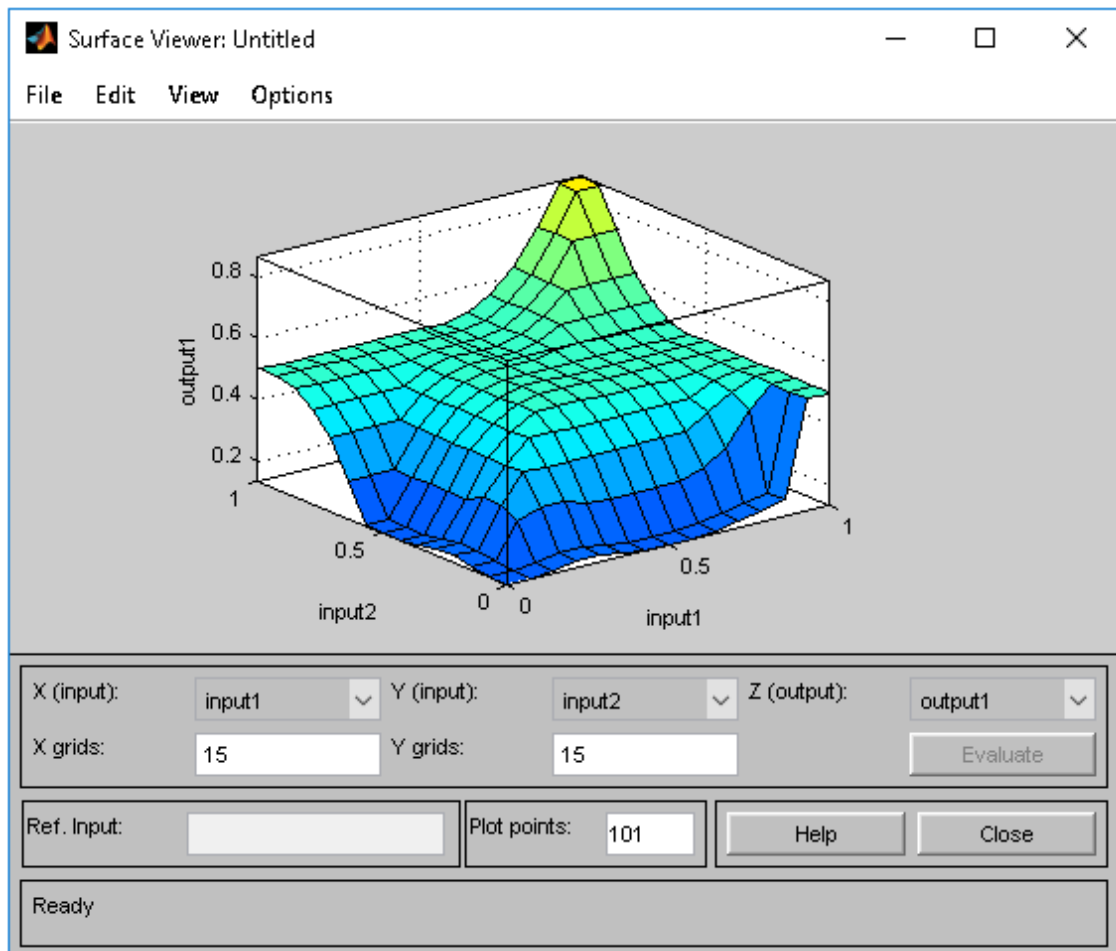 Surface Viewer: Untitled
File Edit View Options
0.8
0.6
0.4
0.2
output1
1
0.5
0
input2
0
0.5
1
input1
X (input): input1 Y (input): input2 Z (output): output1
X grids: 15 Y grids: 15 Evaluate
Ref. Input: Plot points: 101 Help Close
Ready